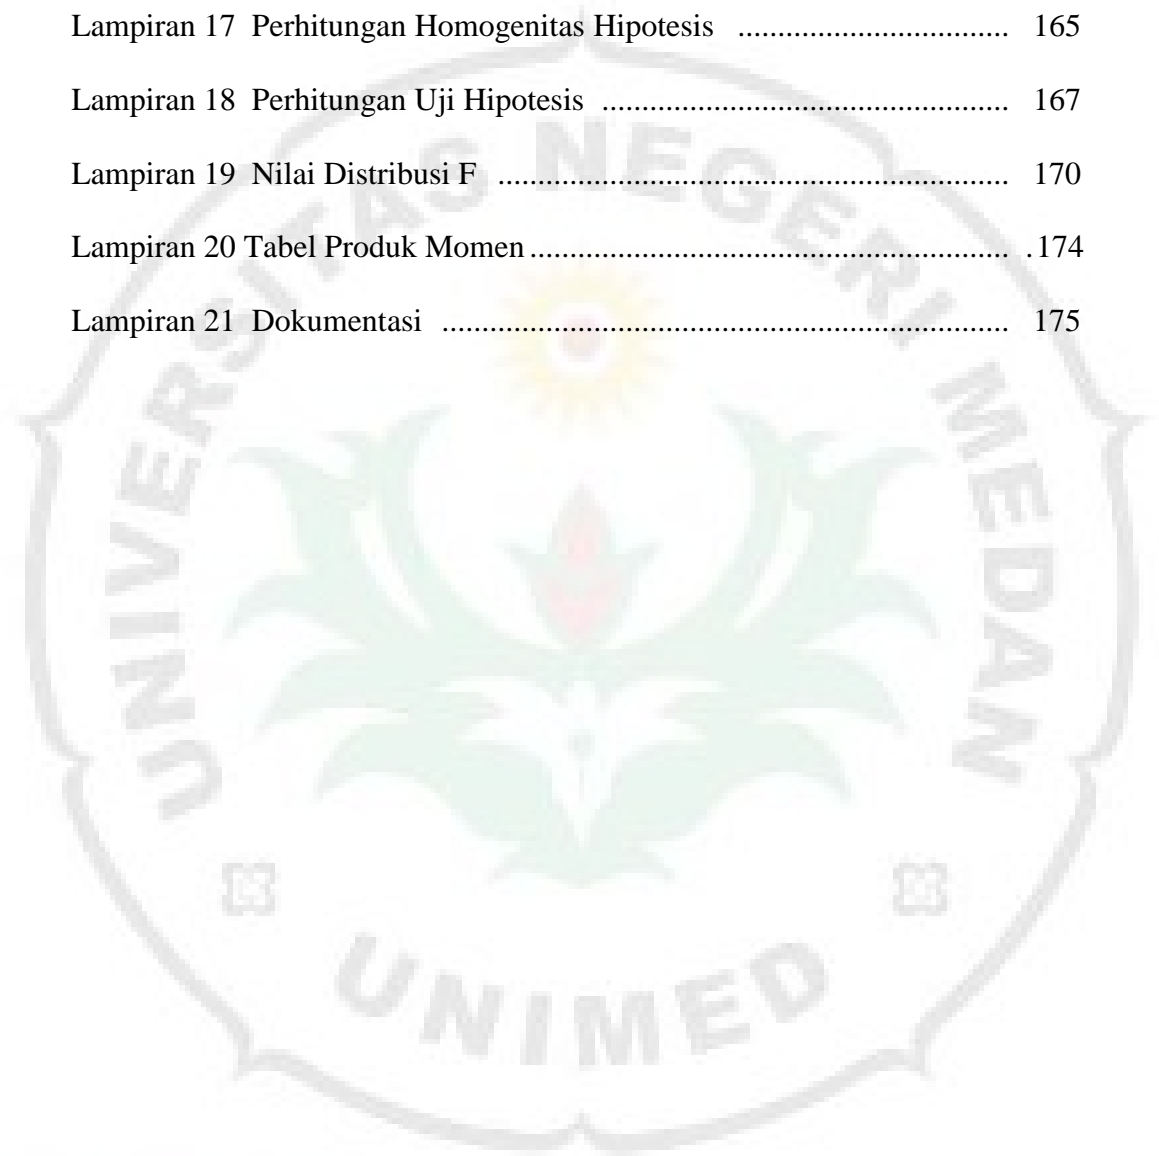 Lampiran 17  Perhitungan Homogenitas Hipotesis  ..................................  165
Lampiran 18  Perhitungan Uji Hipotesis  ...................................................  167
Lampiran 19  Nilai Distribusi F  ................................................................  170
Lampiran 20 Tabel Produk Momen ............................................................  .174
Lampiran 21  Dokumentasi  .......................................................................  175
UNIVERSITAS NEGERI MEDAN
UNIMED